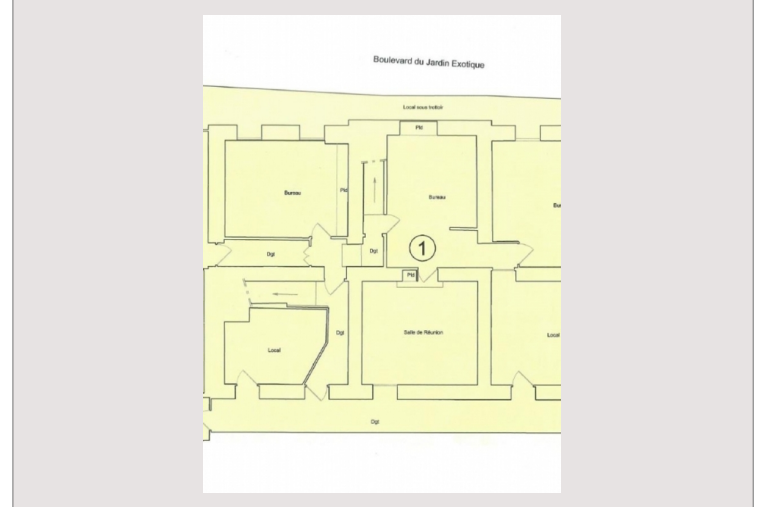 Boulevard du Jardin Exotique
Local sous trottoir
Pld
Bureau
Pld
Bureau
Bur
Dgt
Dgt
1
Pld
Local
Dgt
Salle de Réunion
Local
Dgt